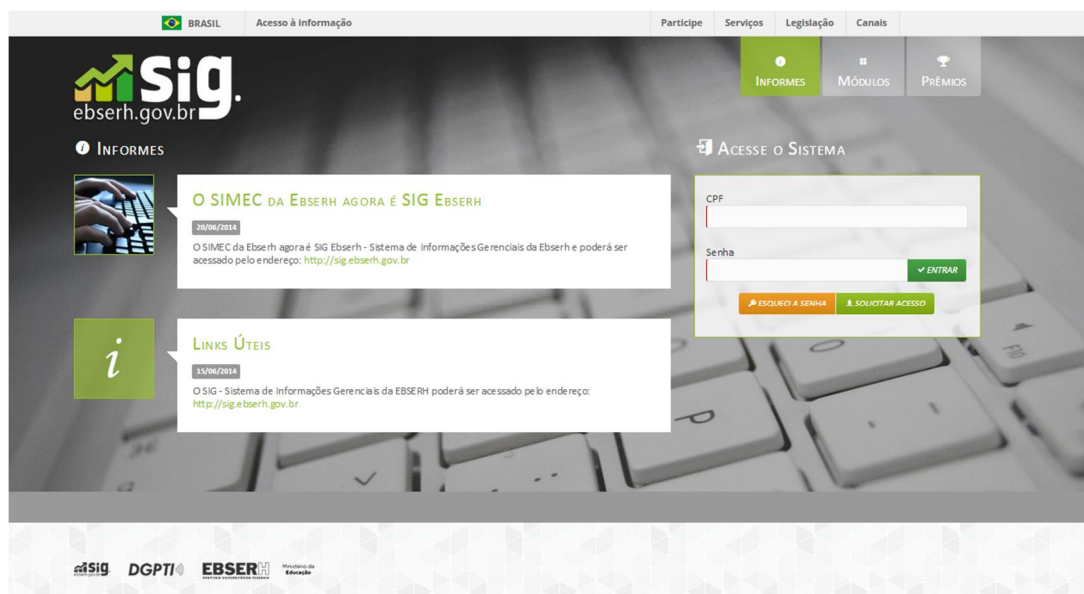 BRASIL Acesso à informação Participe Serviços Legislação Canais
Sig.
ebserh.gov.br
INFORMES MÓDULOS PRÊMIOS
INFORMES
ACESSE O SISTEMA
O SIMEC DA EBSERH AGORA É SIG EBSERH
20/06/2014
O SIMEC da Ebserh agora é SIG Ebserh - Sistema de Informações Gerenciais da Ebserh e poderá ser
acessado pelo endereço: http://sig.ebserh.gov.br
CPF
Senha
ENTRAR
ESQUECI A SENHA SOLICITAR ACESSO
i
LINKS ÚTEIS
15/06/2014
O SIG - Sistema de Informações Gerenciais da EBSERH poderá ser acessado pelo endereço:
http://sig.ebserh.gov.br
P
F10
Sig. DGPTI EBSERH Ministério da
Educação